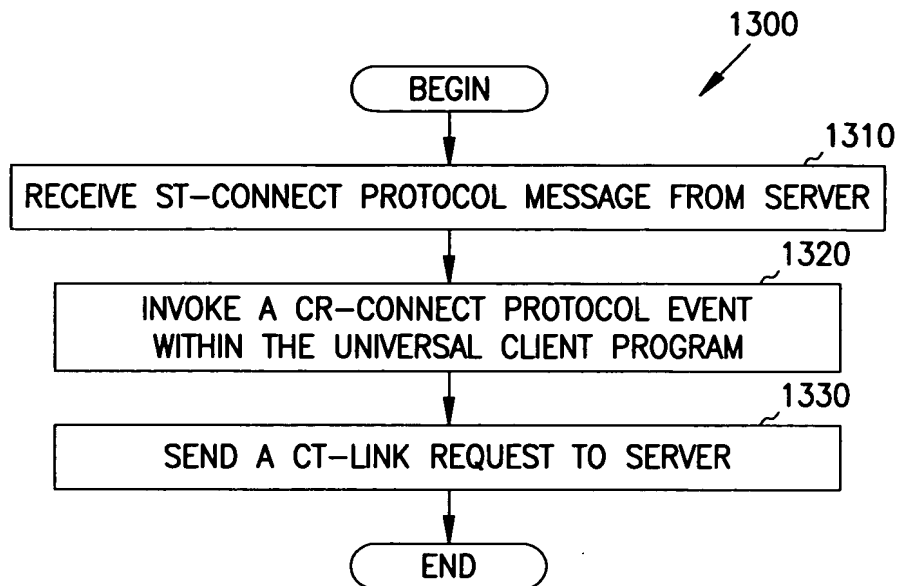 1300
BEGIN
1310
RECEIVE ST-CONNECT PROTOCOL MESSAGE FROM SERVER
1320
INVOKE A CR-CONNECT PROTOCOL EVENT
WITHIN THE UNIVERSAL CLIENT PROGRAM
1330
SEND A CT-LINK REQUEST TO SERVER
END